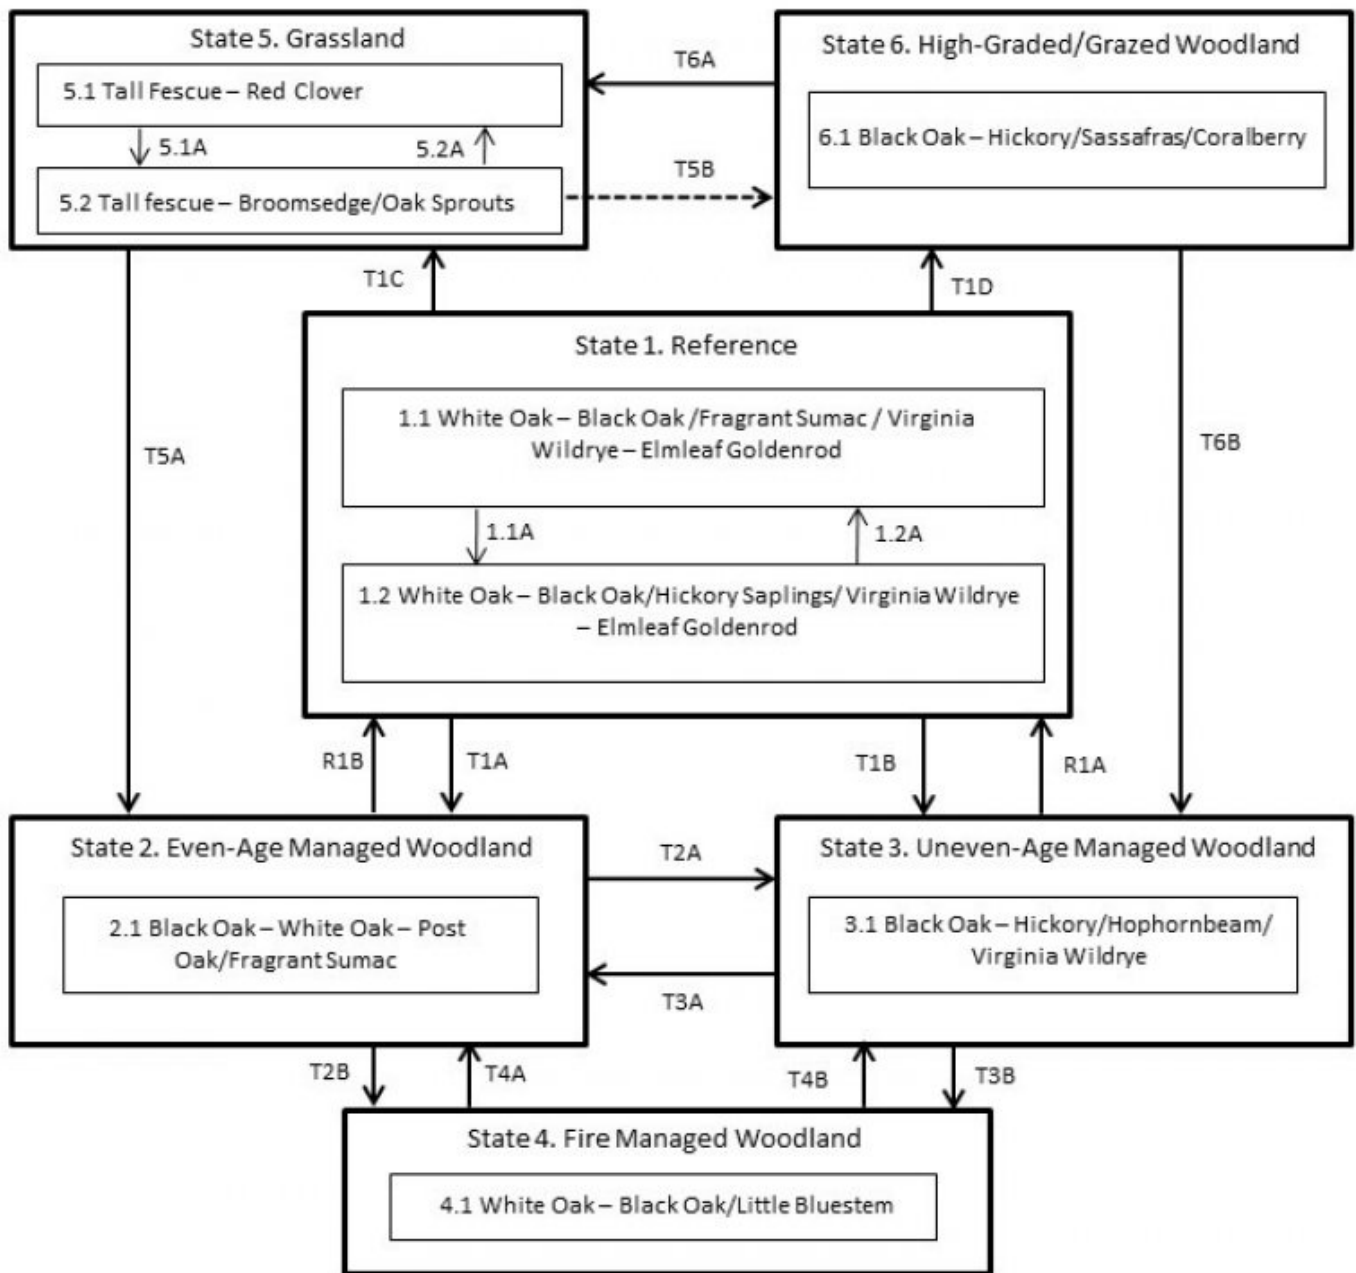 State 5. Grassland
5.1 Tall Fescue – Red Clover
5.1A
5.2A
5.2 Tall fescue – Broomsedge/Oak Sprouts
T6A
T5B
State 6. High-Graded/Grazed Woodland
6.1 Black Oak – Hickory/Sassafras/Coralberry
T1C
T1D
State 1. Reference
1.1 White Oak – Black Oak /Fragrant Sumac / Virginia
Wildrye – Elmleaf Goldenrod
1.1A
1.2A
1.2 White Oak – Black Oak/Hickory Saplings/ Virginia Wildrye
– Elmleaf Goldenrod
T5A
T6B
R1B
T1A
T1B
R1A
State 2. Even-Age Managed Woodland
2.1 Black Oak – White Oak – Post
Oak/Fragrant Sumac
T2A
T3A
State 3. Uneven-Age Managed Woodland
3.1 Black Oak – Hickory/Hophornbeam/
Virginia Wildrye
T2B
T4A
T4B
T3B
State 4. Fire Managed Woodland
4.1 White Oak – Black Oak/Little Bluestem